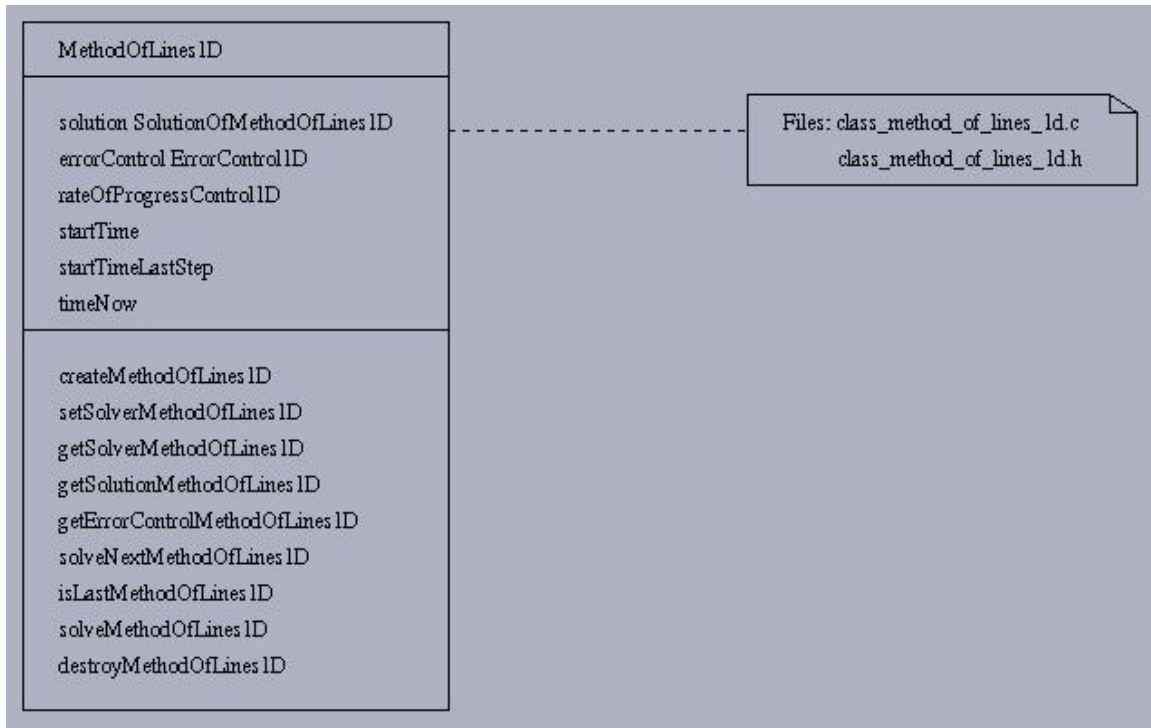 MethodOfLines1D
solution SolutionOfMethodOfLines1D
errorControl ErrorControl1D
rateOfProgressControl1D
startTime
startTimeLastStep
timeNow
createMethodOfLines1D
setSolverMethodOfLines1D
getSolverMethodOfLines1D
getSolutionMethodOfLines1D
getErrorControlMethodOfLines1D
solveNextMethodOfLines1D
isLastMethodOfLines1D
solveMethodOfLines1D
destroyMethodOfLines1D
Files: class_method_of_lines_1d.c
class_method_of_lines_1d.h